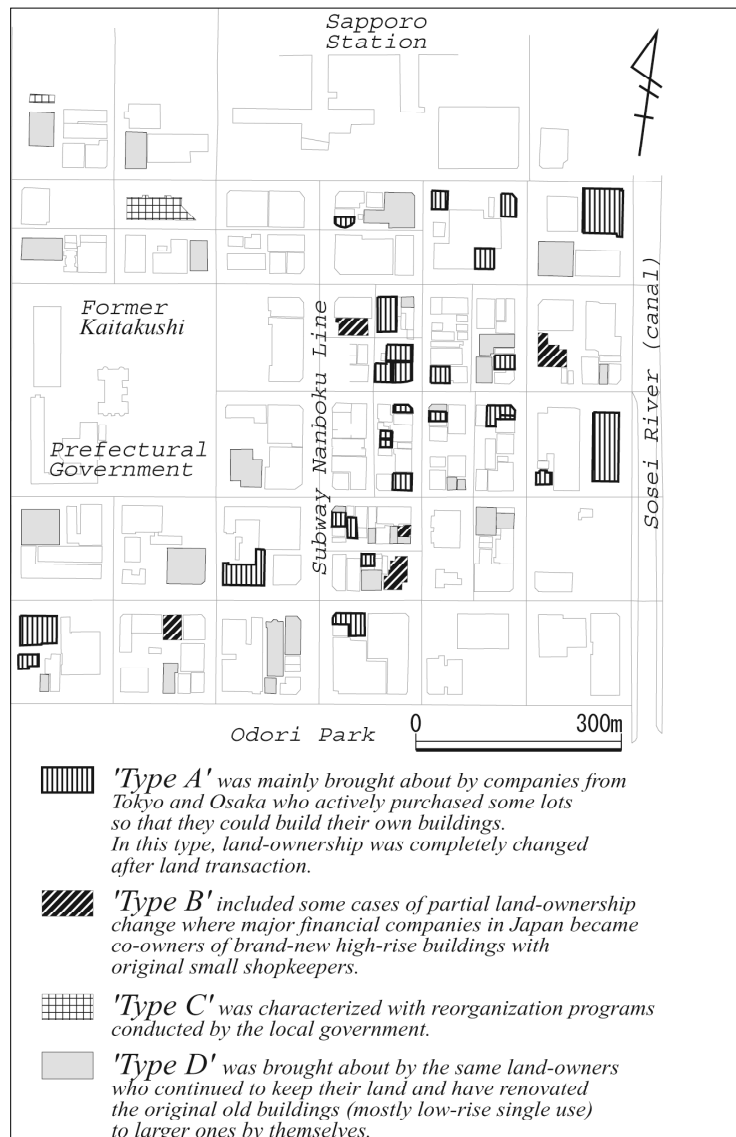 Sapporo
Station
Former
Kaitakushi
Subway Nanboku Line
Sosei River (canal)
Prefectural
Government
Odori Park
0
300m
'Type A' was mainly brought about by companies from
Tokyo and Osaka who actively purchased some lots
so that they could build their own buildings.
In this type, land-ownership was completely changed
after land transaction.
'Type B' included some cases of partial land-ownership
change where major financial companies in Japan became
co-owners of brand-new high-rise buildings with
original small shopkeepers.
'Type C' was characterized with reorganization programs
conducted by the local government.
'Type D' was brought about by the same land-owners
who continued to keep their land and have renovated
the original old buildings (mostly low-rise single use)
to larger ones by themselves.